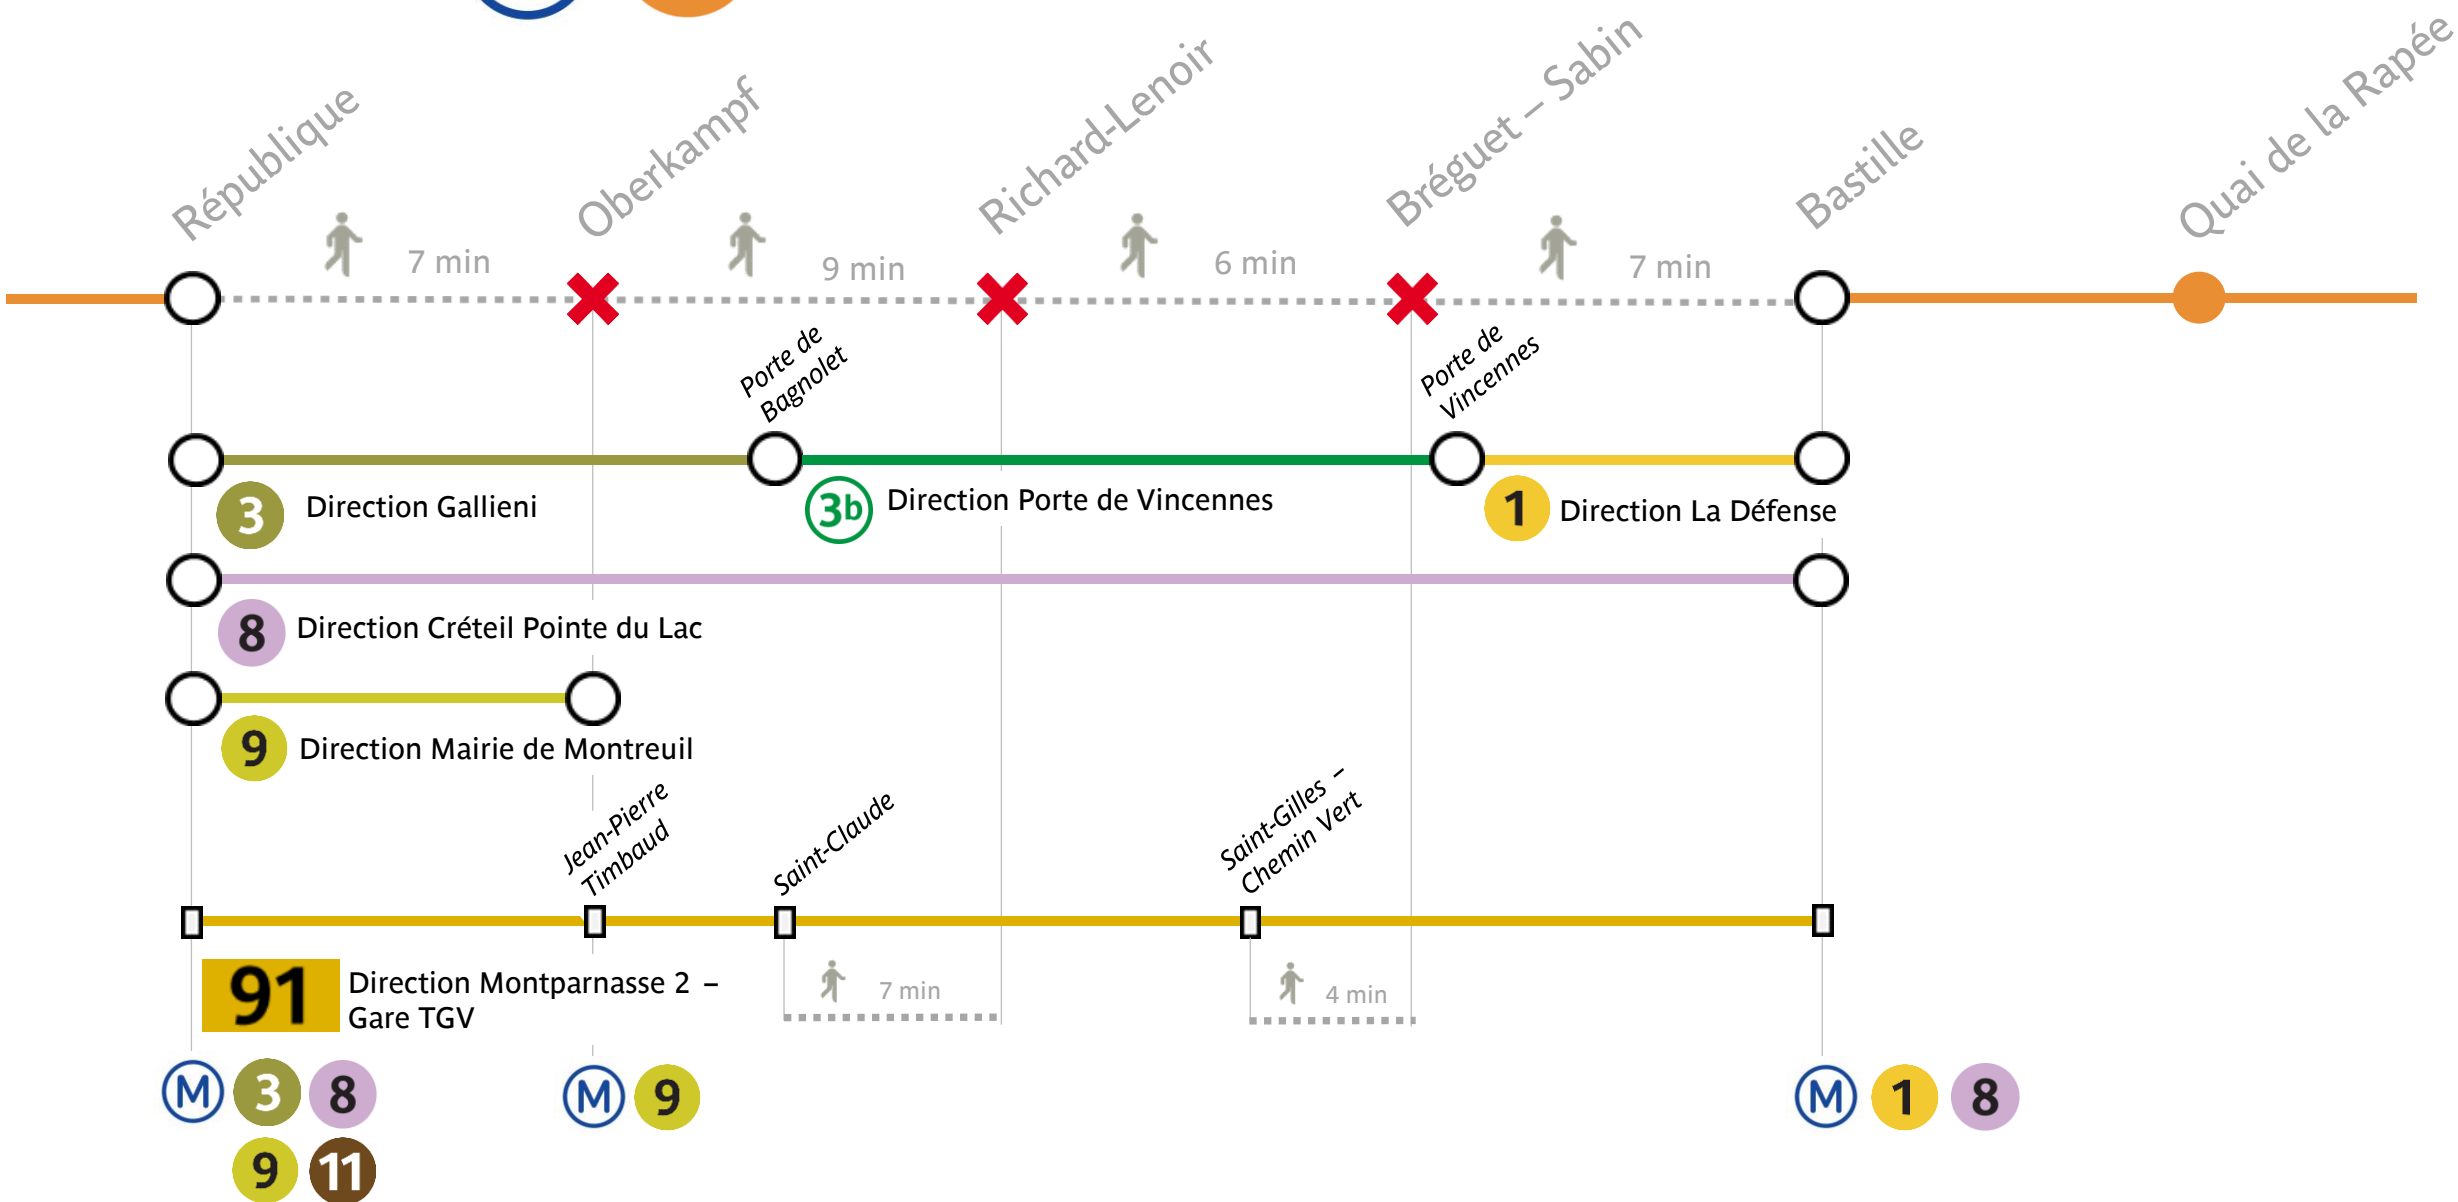 République
Oberkampf
Richard-Lenoir
Bréguet – Sabin
Bastille
Quai de la Rapée
7 min
9 min
6 min
7 min
Porte de
Bagnolet
Porte de
Vincennes
3 Direction Gallieni
3b Direction Porte de Vincennes
1 Direction La Défense
8 Direction Créteil Pointe du Lac
9 Direction Mairie de Montreuil
Jean-Pierre
Timbaud
Saint-Claude
Saint-Gilles –
Chemin Vert
91
Direction Montparnasse 2 –
Gare TGV
7 min
4 min
M 3 8
9 11
M 9
M 1 8